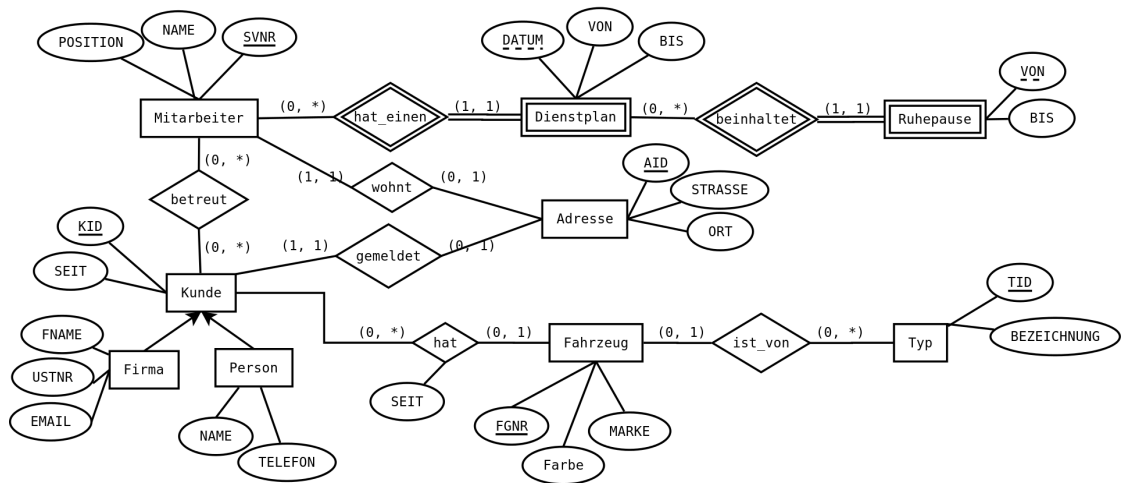 POSITION
NAME
SVNR
DATUM
VON
BIS
VON
BIS
Mitarbeiter
(0, *)
hat_einen
(1, 1)
Dienstplan
(0, *)
beinhaltet
(1, 1)
Ruhepause
(0, *)
(1, 1)
wohnt
(0, 1)
AID
STRASSE
ORT
betreut
Adresse
KID
SEIT
(0, *)
(1, 1)
gemeldet
(0, 1)
Kunde
FNAME
USTNR
EMAIL
Firma
Person
NAME
TELEFON
(0, *)
hat
(0, 1)
SEIT
Fahrzeug
(0, 1)
ist_von
(0, *)
Typ
TID
BEZEICHNUNG
FGNR
Farbe
MARKE